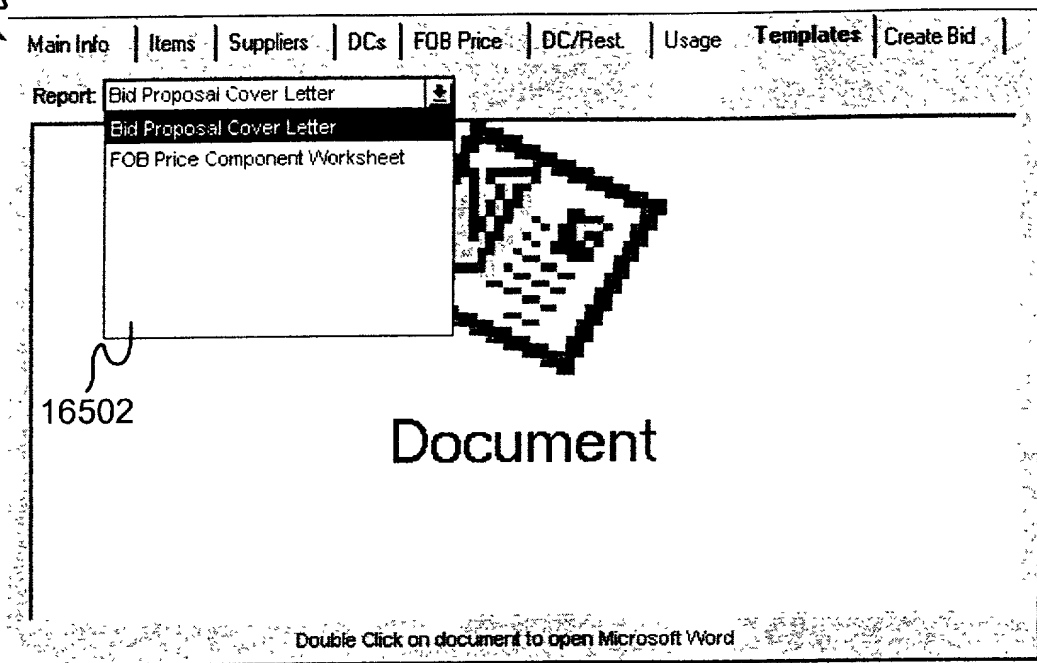 Main Info Items Suppliers DCs FOB Price DC/Rest. Usage Templates Create Bid
Report: Bid Proposal Cover Letter
Bid Proposal Cover Letter
FOB Price Component Worksheet
16502
Document
Double Click on document to open Microsoft Word